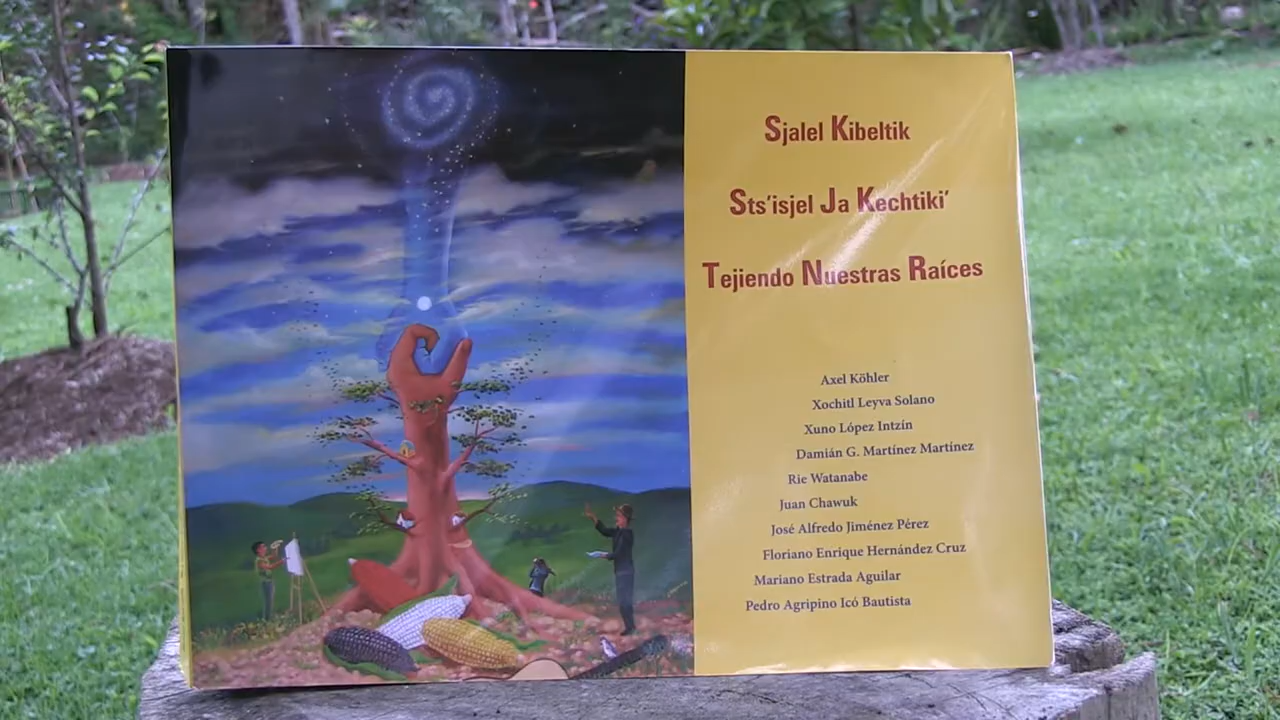 Sjalel Kibeltik
Sts'isjel Ja Kechtiki'
Tejiendo Nuestras Raíces
Axel Köhler
Xochitl Leyva Solano
Xuno López Intzín
Damián G. Martínez Martínez
Rie Watanabe
Juan Chawuk
José Alfredo Jiménez Pérez
Floriano Enrique Hernández Cruz
Mariano Estrada Aguilar
Pedro Agripino Icó Bautista